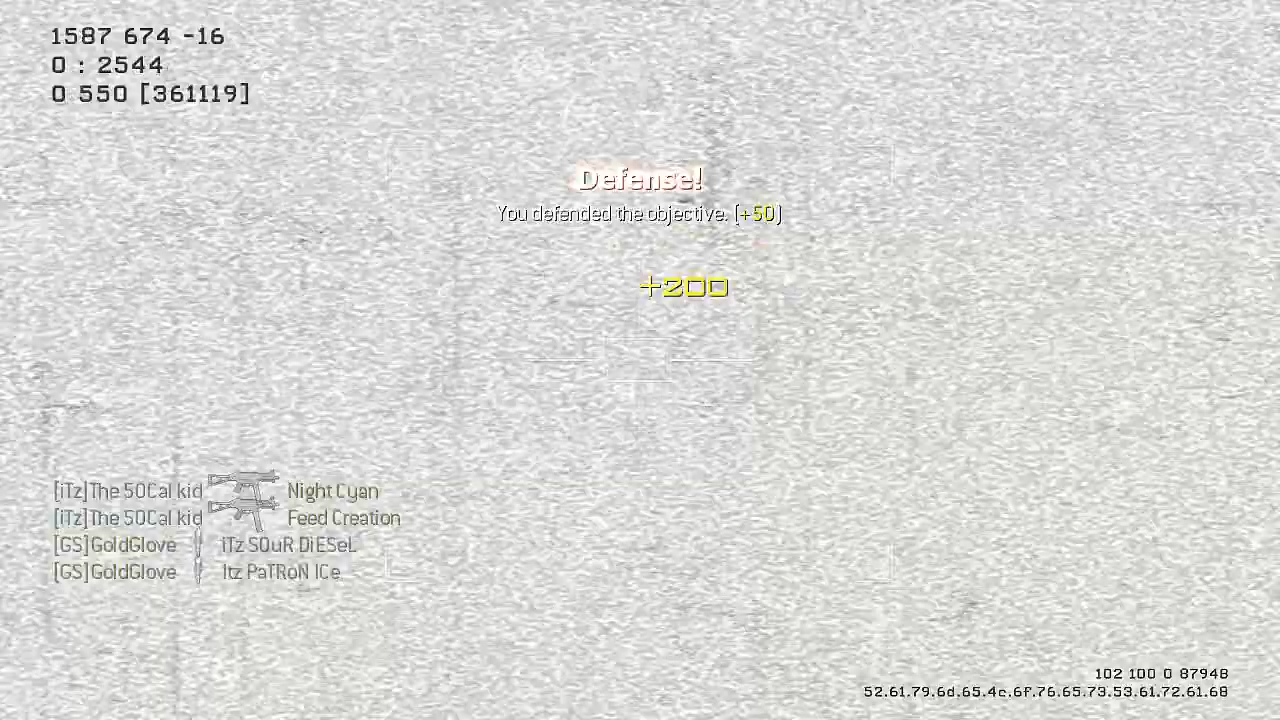 1587 674 -16
0 : 2544
0 550 [361119]
Defense!
You defended the objective. [+50]
+200
[iTz]The 50Cal kid Night Cyan
[iTz]The 50Cal kid Feed Creation
[GS]GoldGlove iTz SOuR DiESeL
[GS]GoldGlove Itz PaTRoN ICe
102 100 0 87948
52.61.79.6d.65.4c.6f.76.65.73.53.61.72.61.68